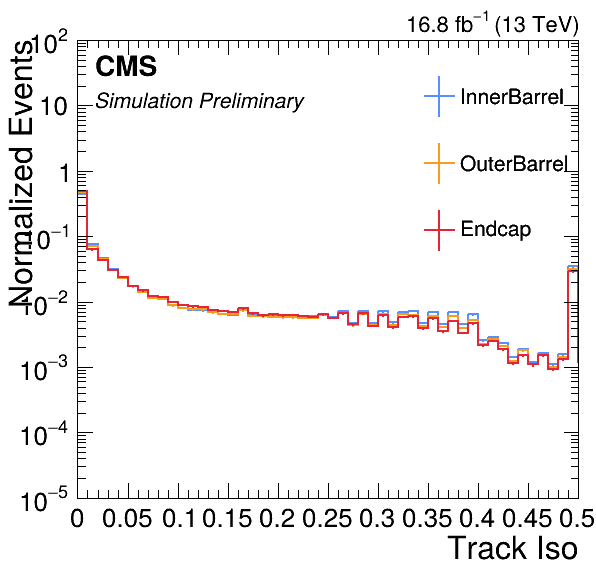 16.8 fb⁻¹ (13 TeV)
CMS
Simulation Preliminary
InnerBarrel
OuterBarrel
Endcap
Normalized Events
10²
10
1
10⁻¹
10⁻²
10⁻³
10⁻⁴
10⁻⁵
0 0.05 0.1 0.15 0.2 0.25 0.3 0.35 0.4 0.45 0.5
Track Iso